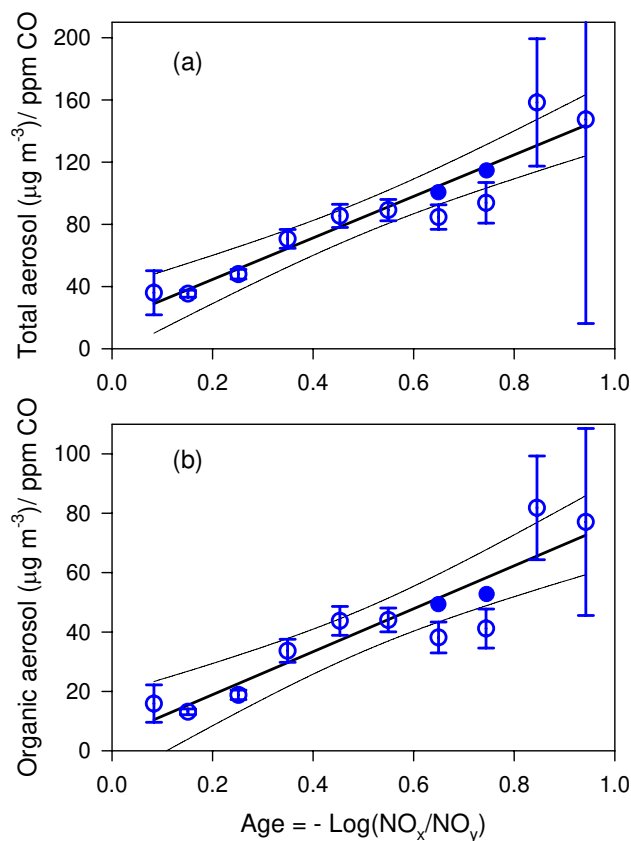 200
160
120
80
40
0
(a)
Total aerosol (μg m⁻³)/ ppm CO
0.0 0.2 0.4 0.6 0.8 1.0
100
80
60
40
20
0
(b)
Organic aerosol (μg m⁻³)/ ppm CO
0.0 0.2 0.4 0.6 0.8 1.0
Age = - Log(NOₓ/NOᵧ)